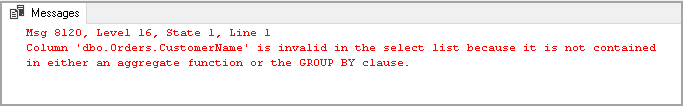 Messages
Msg 8120, Level 16, State 1, Line 1
Column 'dbo.Orders.CustomerName' is invalid in the select list because it is not contained
in either an aggregate function or the GROUP BY clause.